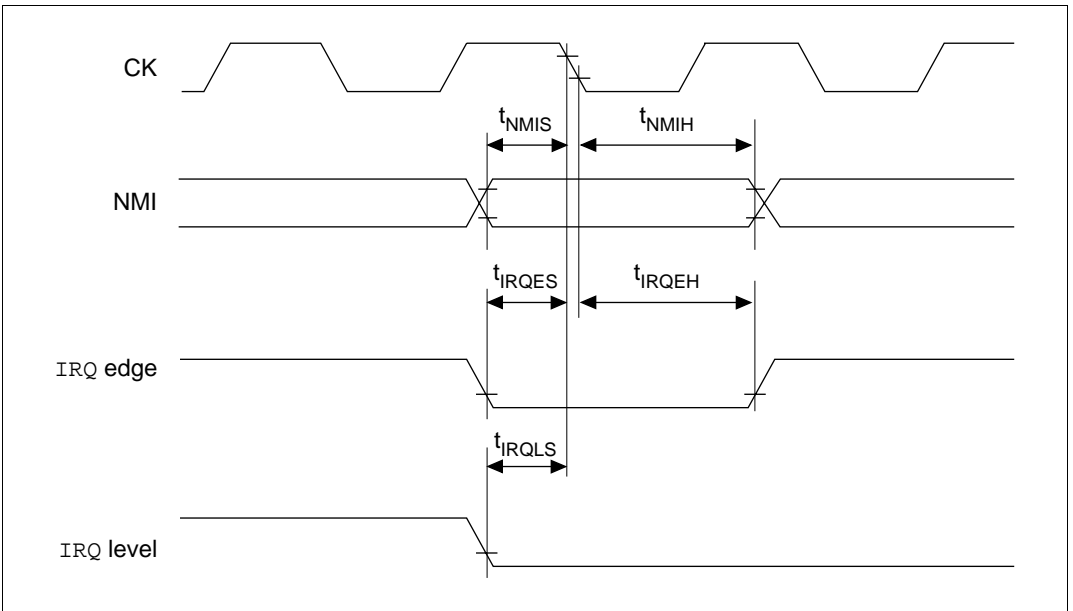 CK
tNMIS
tNMIH
NMI
tIRQES
tIRQEH
IRQ edge
tIRQLS
IRQ level